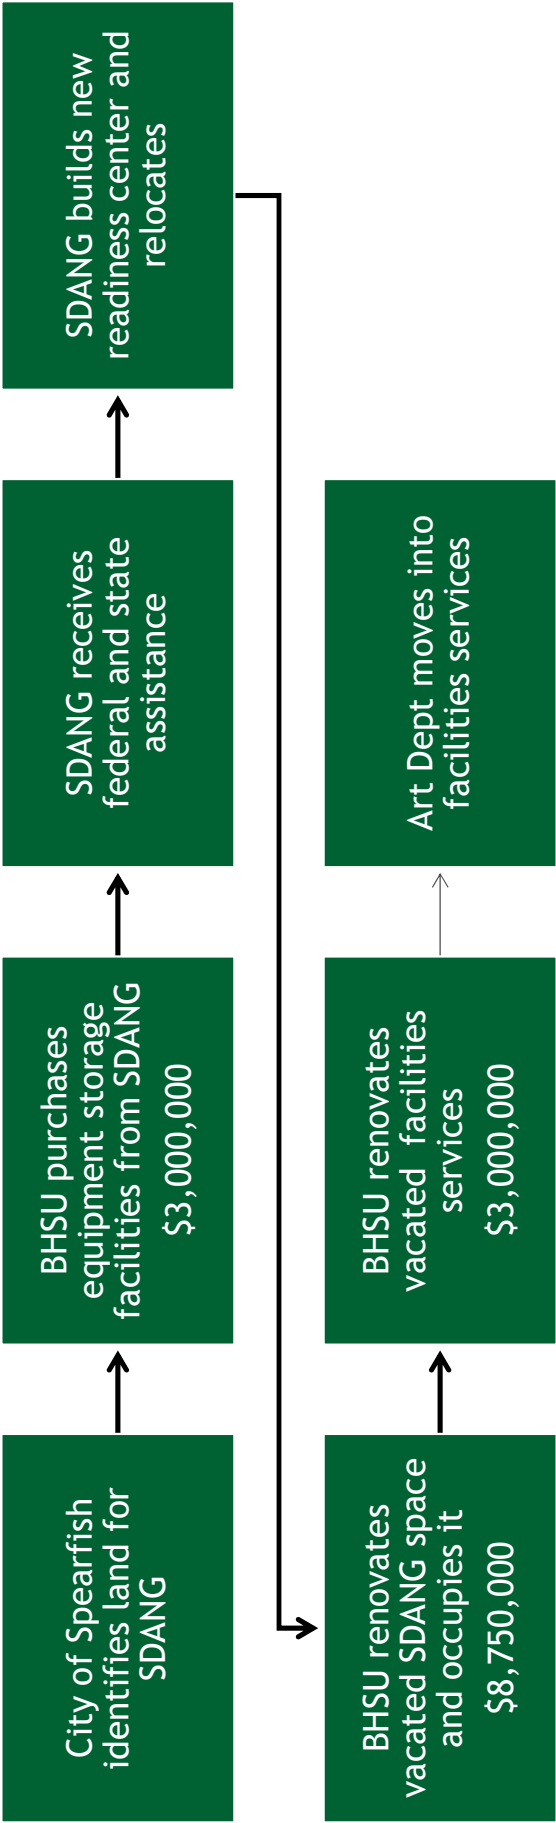 City of Spearfish
identifies land for
SDANG
BHSU purchases
equipment storage
facilities from SDANG
$3,000,000
SDANG receives
federal and state
assistance
SDANG builds new
readiness center and
relocates
BHSU renovates
vacated SDANG space
and occupies it
$8,750,000
BHSU renovates
vacated facilities
services
$3,000,000
Art Dept moves into
facilities services